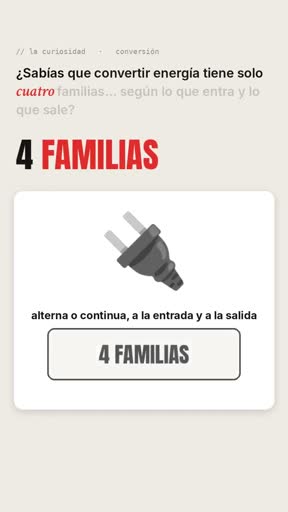 // la curiosidad · conversión
¿Sabías que convertir energía tiene solo
cuatro familias... según lo que entra y lo
que sale?
4 FAMILIAS
alterna o continua, a la entrada y a la salida
4 FAMILIAS